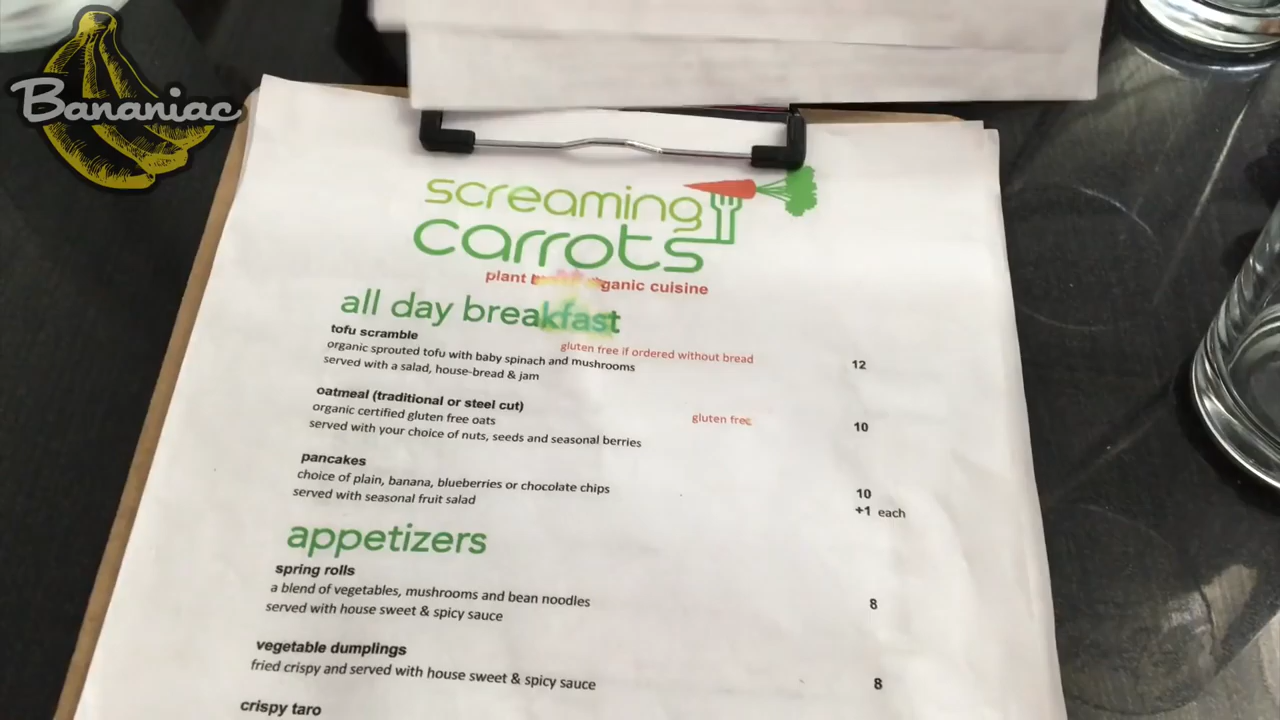 Bananiac
screaming
carrots
plant ganic cuisine
all day breakfast
tofu scramble
gluten free if ordered without bread
organic sprouted tofu with baby spinach and mushrooms
12
served with a salad, house-bread & jam
oatmeal (traditional or steel cut)
organic certified gluten free oats
gluten free
10
served with your choice of nuts, seeds and seasonal berries
pancakes
choice of plain, banana, blueberries or chocolate chips
10
served with seasonal fruit salad
+1 each
appetizers
spring rolls
a blend of vegetables, mushrooms and bean noodles
8
served with house sweet & spicy sauce
vegetable dumplings
fried crispy and served with house sweet & spicy sauce
8
crispy taro